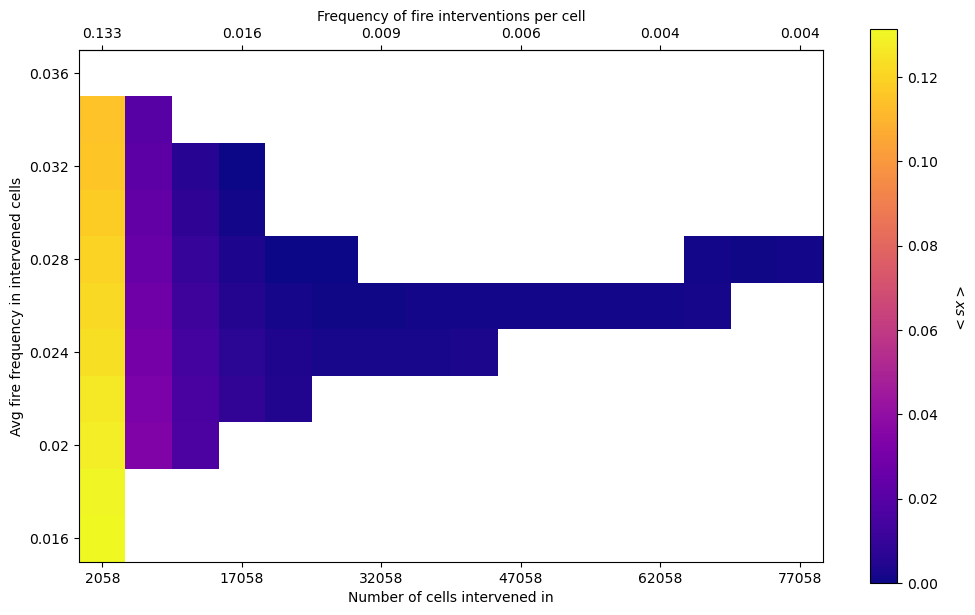 Frequency of fire interventions per cell
0.133 0.016 0.009 0.006 0.004 0.004
0.036
0.032
0.028
0.024
0.02
0.016
Avg fire frequency in intervened cells
2058 17058 32058 47058 62058 77058
Number of cells intervened in
0.12
0.10
0.08
0.06
0.04
0.02
0.00
< sx >